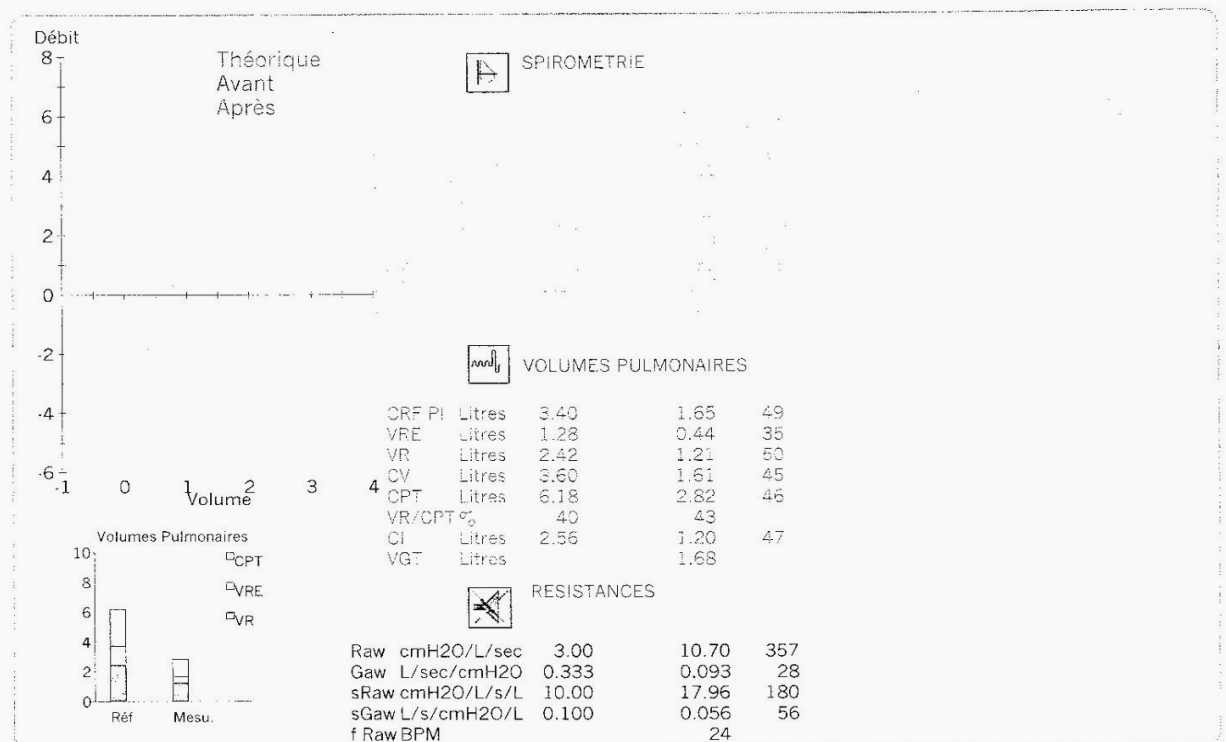 Débit
8
6
4
2
0
-2
-4
-6
-1 0 1 2 3 4
Volume
Théorique
Avant
Après
SPIROMETRIE
VOLUMES PULMONAIRES
CRF Pl Litres 3.40 1.65 49
VRE Litres 1.28 0.44 35
VR Litres 2.42 1.21 50
CV Litres 3.60 1.61 45
CPT Litres 6.18 2.82 46
VR/CPT % 40 43
CI Litres 2.56 1.20 47
VGT Litres 1.68
Volumes Pulmonaires
10
8
6
4
2
0
Réf Mesu.
CPT
VRE
VR
RESISTANCES
Raw cmH2O/L/sec 3.00 10.70 357
Gaw L/sec/cmH2O 0.333 0.093 28
sRaw cmH2O/L/s/L 10.00 17.96 180
sGaw L/s/cmH2O/L 0.100 0.056 56
f Raw BPM 24